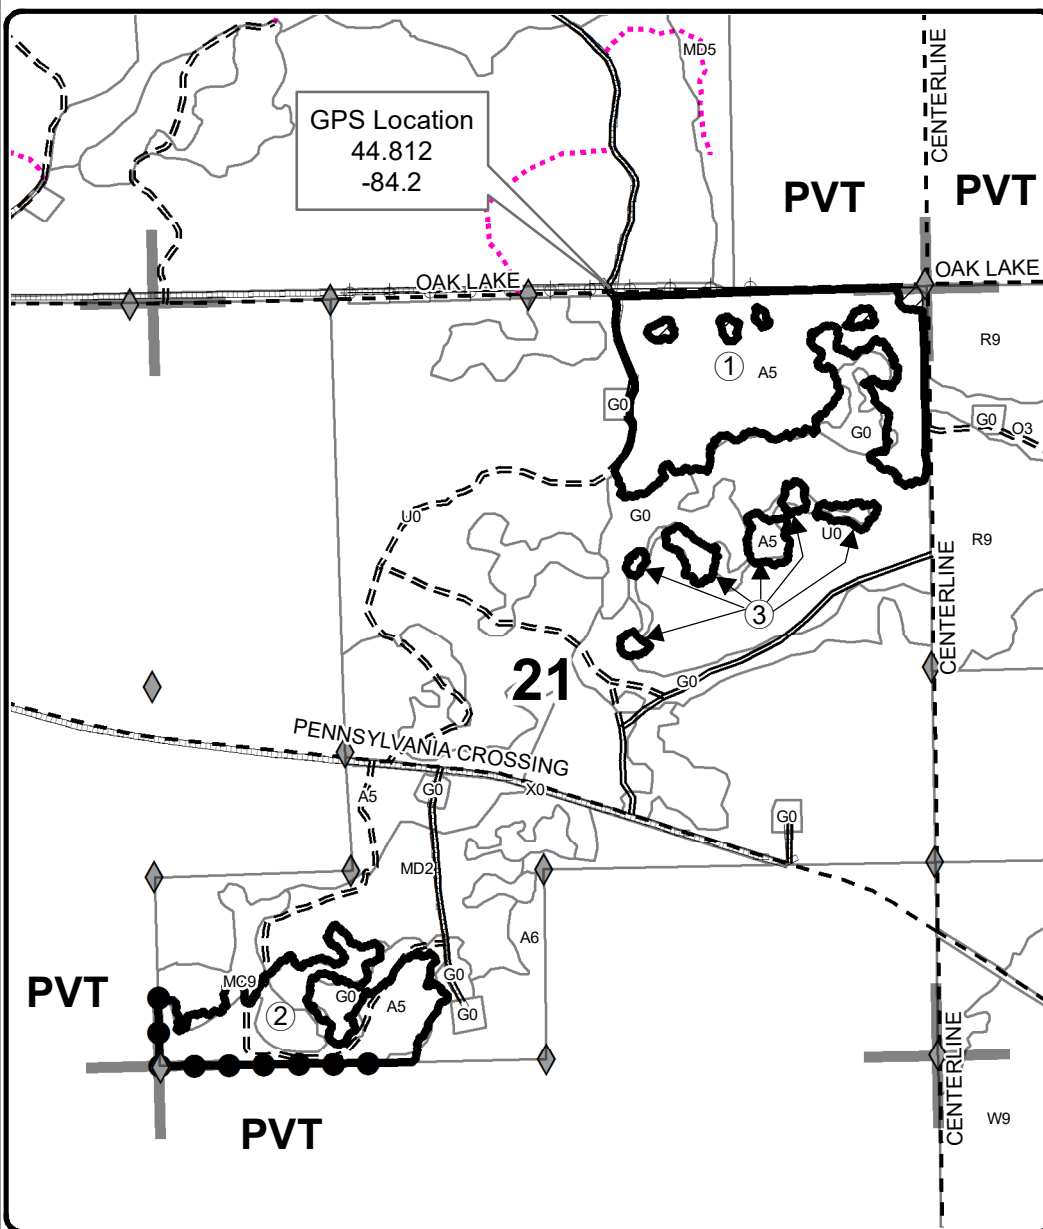 MD5
CENTERLINE
GPS Location
44.812
-84.2
PVT
PVT
OAK LAKE
OAK LAKE
R9
1
A5
G0
G0
G0
O3
U0
G0
A5
U0
R9
3
CENTERLINE
21
G0
PENNSYLVANIA CROSSING
A5
G0
X0
G0
MD2
A6
MC9
PVT
G0
G0
A5
2
G0
CENTERLINE
PVT
W9